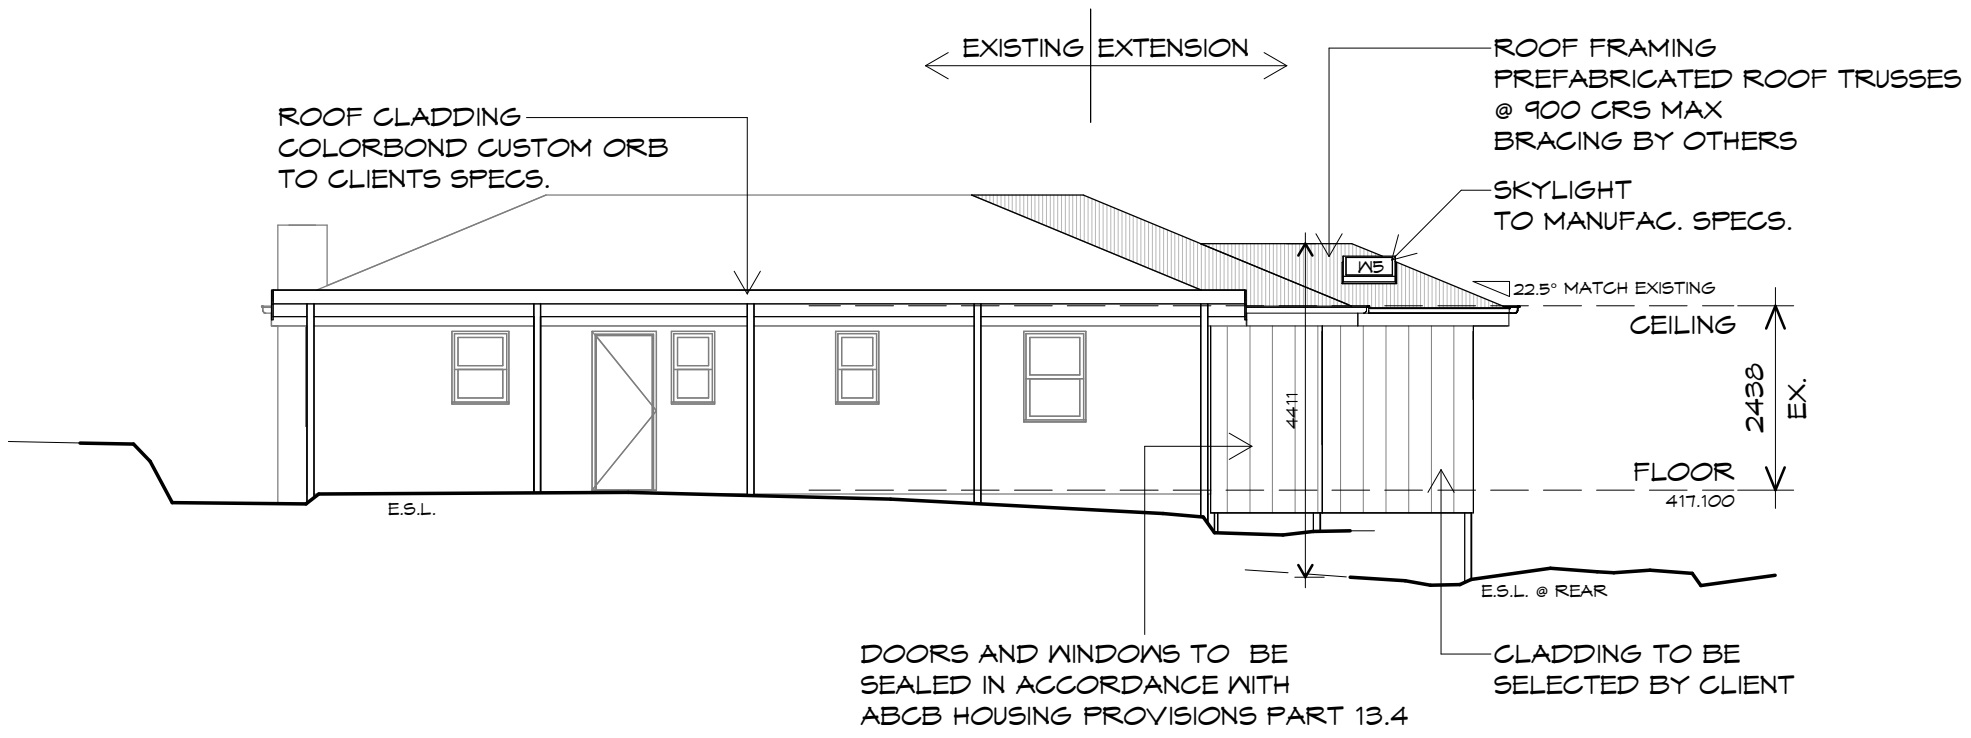 EXISTING EXTENSION
ROOF FRAMING
PREFABRICATED ROOF TRUSSES
@ 900 CRS MAX
BRACING BY OTHERS
ROOF CLADDING
COLORBOND CUSTOM ORB
TO CLIENTS SPECS.
SKYLIGHT
TO MANUFAC. SPECS.
W5
22.5° MATCH EXISTING
CEILING
2438
EX.
4411
FLOOR
417.100
E.S.L.
E.S.L. @ REAR
DOORS AND WINDOWS TO BE
SEALED IN ACCORDANCE WITH
ABCB HOUSING PROVISIONS PART 13.4
CLADDING TO BE
SELECTED BY CLIENT